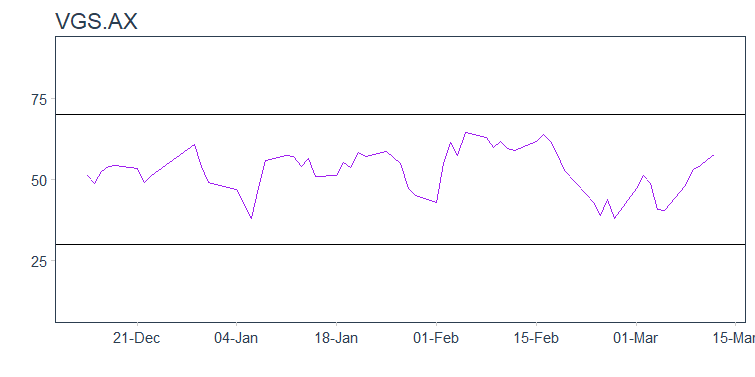 VGS.AX
75
50
25
21-Dec
04-Jan
18-Jan
01-Feb
15-Feb
01-Mar
15-Mar